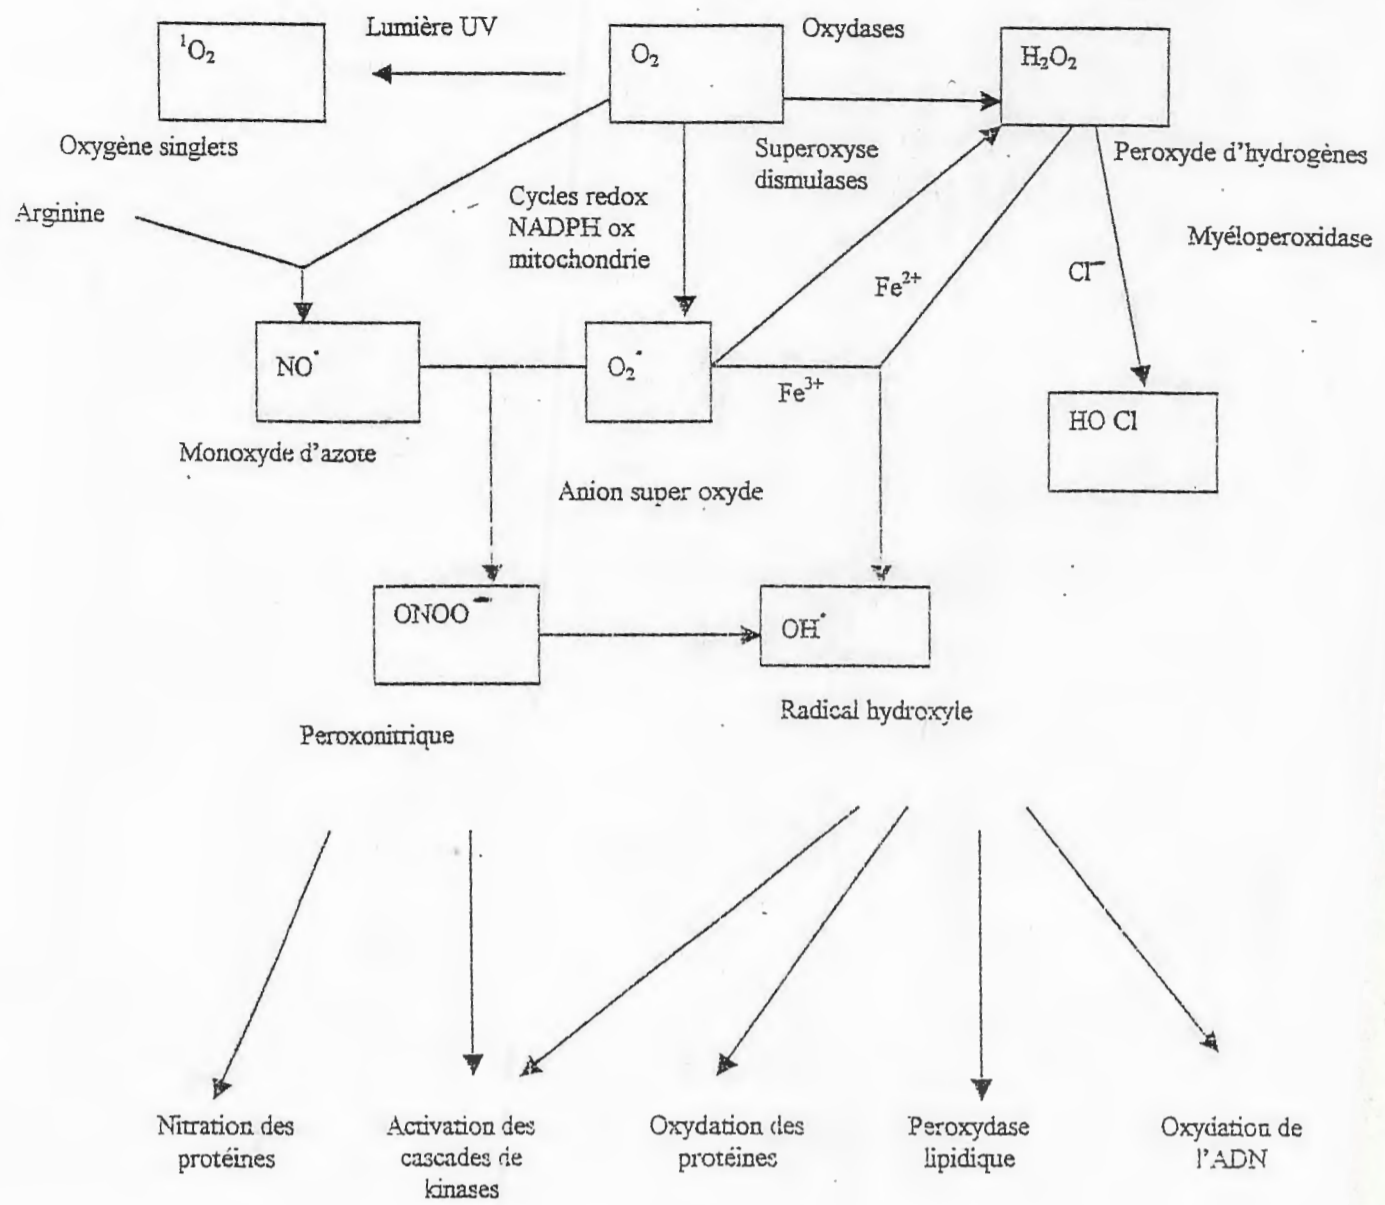 Lumière UV
Oxydases
¹O₂
O₂
H₂O₂
Oxygène singlets
Superoxyse
dismulases
Peroxyde d'hydrogènes
Arginine
Cycles redox
NADPH ox
mitochondrie
Myéloperoxidase
Fe²⁺
Cl⁻
NO•
O₂•
Fe³⁺
HO Cl
Monoxyde d'azote
Anion super oxyde
ONOO⁻
OH•
Radical hydroxyle
Peroxonitrique
Nitration des
protéines
Activation des
cascades de
kinases
Oxydation des
protéines
Peroxydase
lipidique
Oxydation de
l'ADN